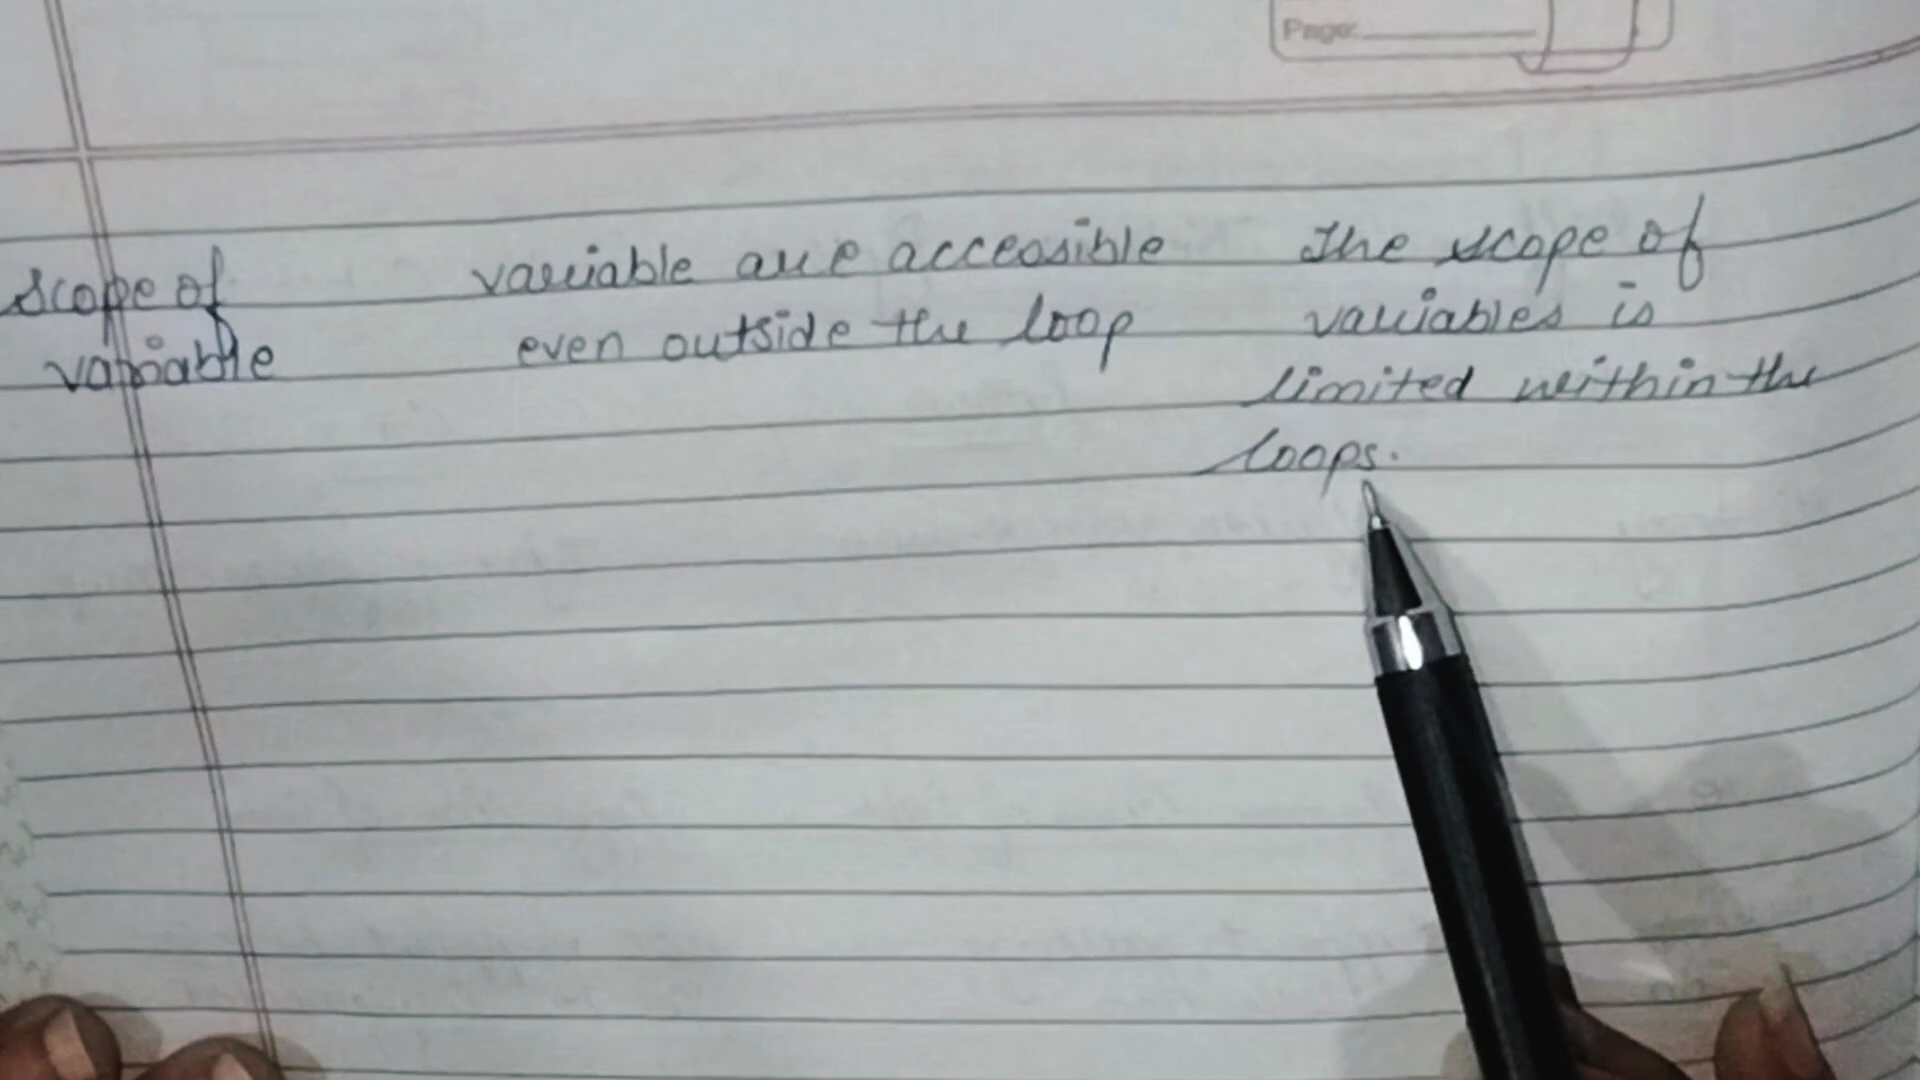 Page:
Scope of
variable
variable are accessible
even outside the loop
The scope of
variables is
limited within the
loops.